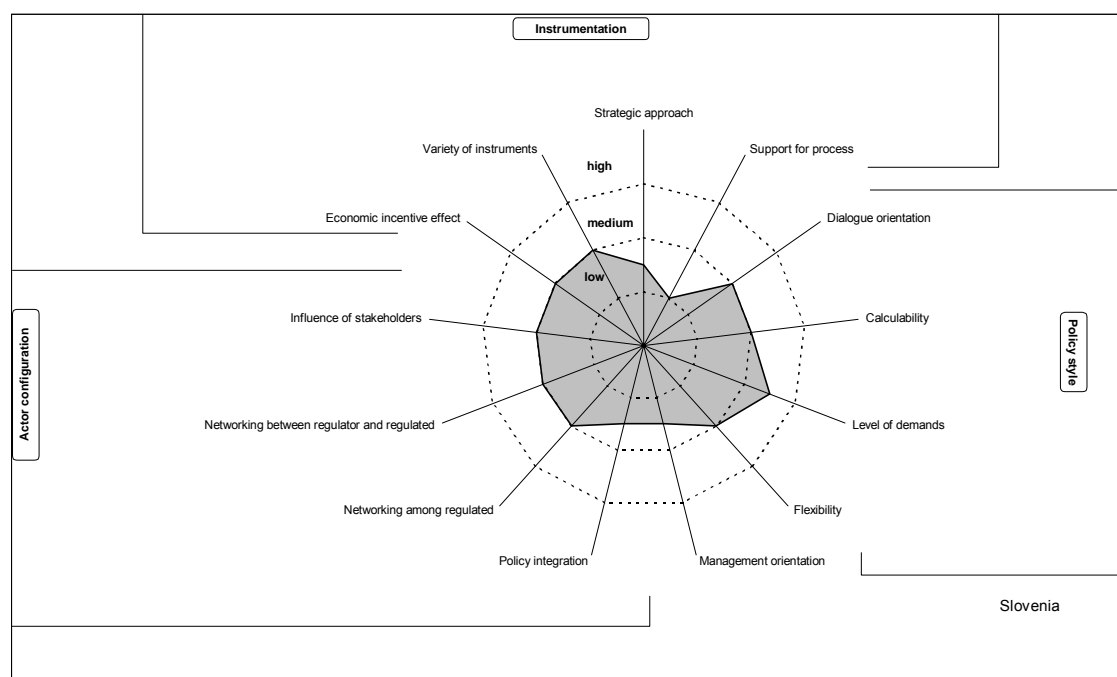 Instrumentation
Strategic approach
Variety of instruments
Support for process
high
Economic incentive effect
medium
Dialogue orientation
low
Influence of stakeholders
Calculability
Actor configuration
Policy style
Networking between regulator and regulated
Level of demands
Networking among regulated
Flexibility
Policy integration
Management orientation
Slovenia